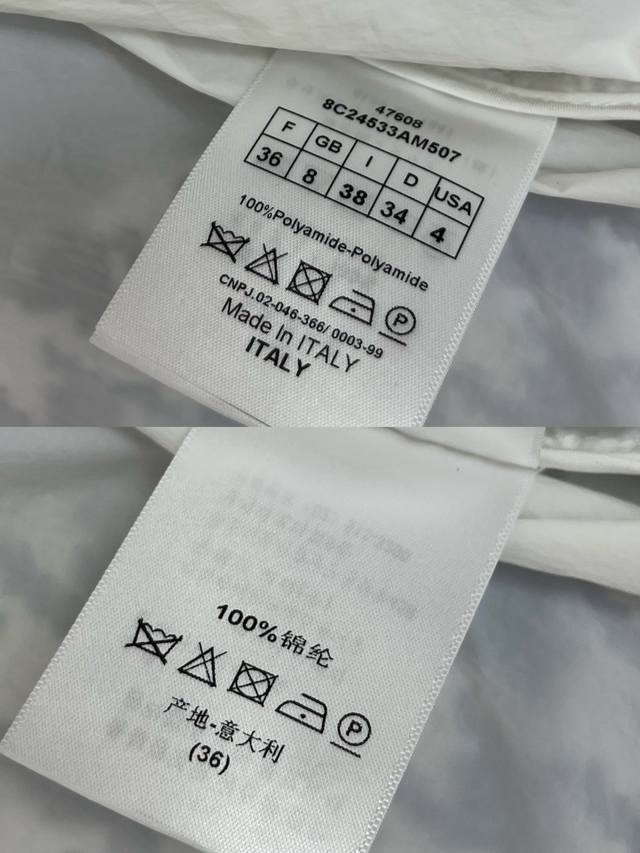 47608
8C24533AM507
F GB I D USA
36 8 38 34 4
100%Polyamide-Polyamide
P
CNPJ.02-046-366/ 0003-99
Made In ITALY
ITALY
100%锦纶
P
产地-意大利
(36)